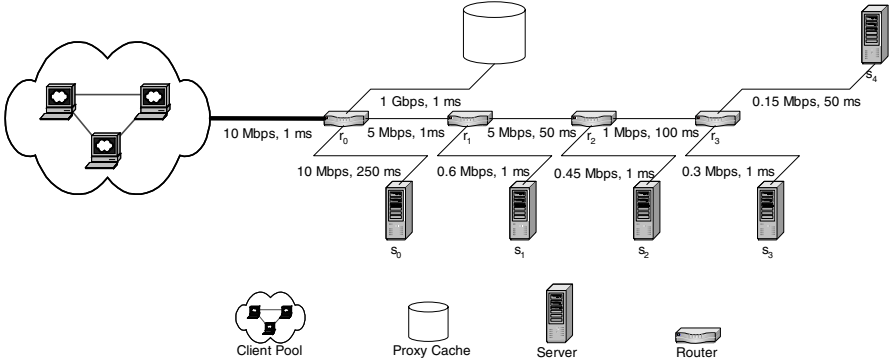 s4
1 Gbps, 1 ms
0.15 Mbps, 50 ms
10 Mbps, 1 ms
r0
5 Mbps, 1ms
r1
5 Mbps, 50 ms
r2
1 Mbps, 100 ms
r3
10 Mbps, 250 ms
0.6 Mbps, 1 ms
0.45 Mbps, 1 ms
0.3 Mbps, 1 ms
s0
s1
s2
s3
Client Pool
Proxy Cache
Server
Router